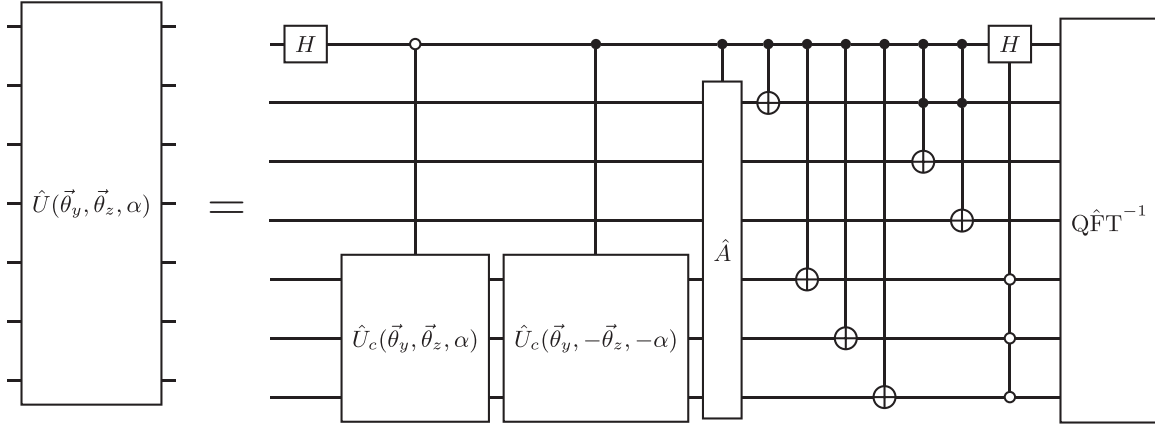 Û(θ⃗_y, θ⃗_z, α)
=
H
Û_c(θ⃗_y, θ⃗_z, α)
Û_c(θ⃗_y, −θ⃗_z, −α)
Â
H
QF̂T⁻¹